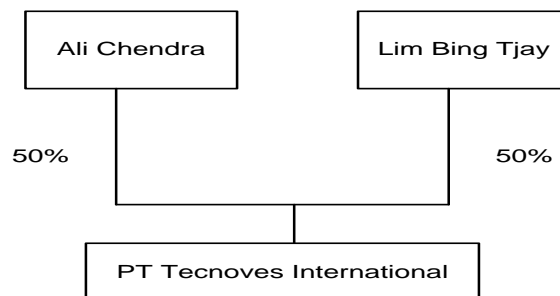 Ali Chendra
Lim Bing Tjay
50%
50%
PT Tecnoves International